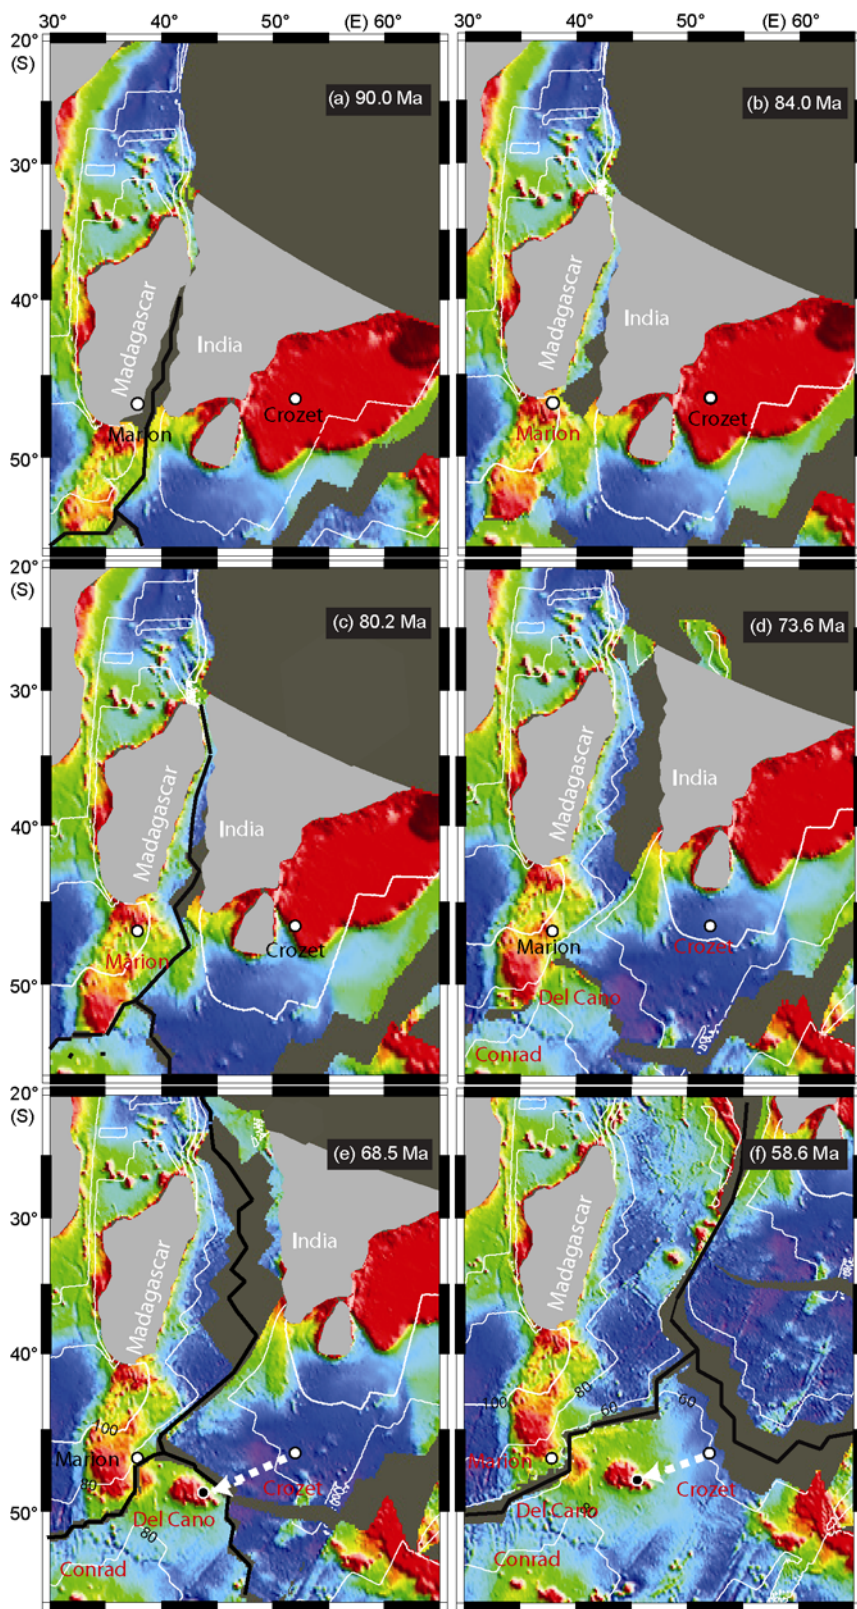 30° 40° 50° (E) 60° 30° 40° 50° (E) 60°
20°
(S)
(a) 90.0 Ma
(b) 84.0 Ma
30°
40°
Madagascar
India
Madagascar
India
Crozet
Crozet
Marion
Marion
50°
20°
(S)
(c) 80.2 Ma
(d) 73.6 Ma
30°
Madagascar
India
Madagascar
India
40°
Crozet
Marion
Marion
Crozet
50°
Del Cano
Conrad
20°
(S)
(e) 68.5 Ma
(f) 58.6 Ma
30°
Madagascar
India
Madagascar
40°
100
100
80
60
60
Marion
Marion
80
Crozet
Crozet
50°
Del Cano
80
Del Cano
80
Conrad
Conrad